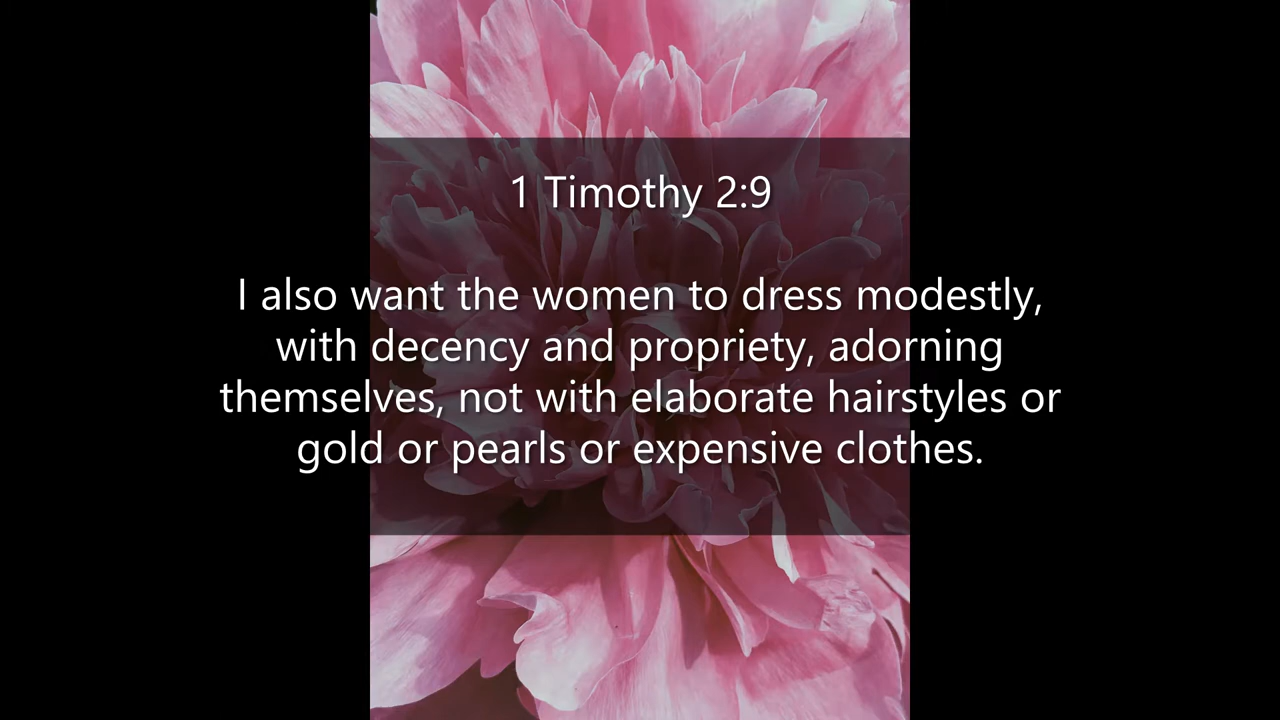 1 Timothy 2:9
I also want the women to dress modestly,
with decency and propriety, adorning
themselves, not with elaborate hairstyles or
gold or pearls or expensive clothes.